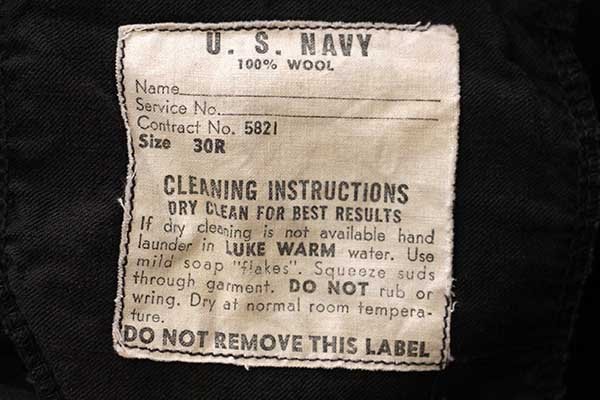 U. S. NAVY
100% WOOL
Name
Service No.
Contract No. 5821
Size 30R
CLEANING INSTRUCTIONS
DRY CLEAN FOR BEST RESULTS
If dry cleaning is not available hand
launder in LUKE WARM water. Use
mild soap "flakes". Squeeze suds
through garment. DO NOT rub or
wring. Dry at normal room tempera-
ture.
DO NOT REMOVE THIS LABEL